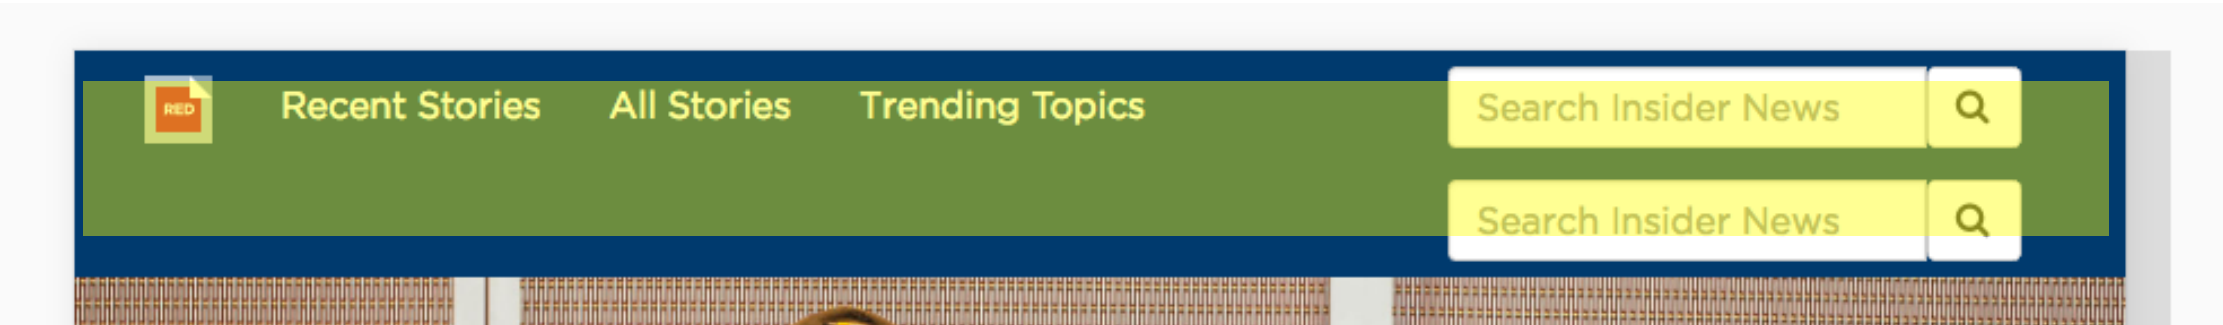 RED Recent Stories All Stories Trending Topics Search Insider News
Search Insider News